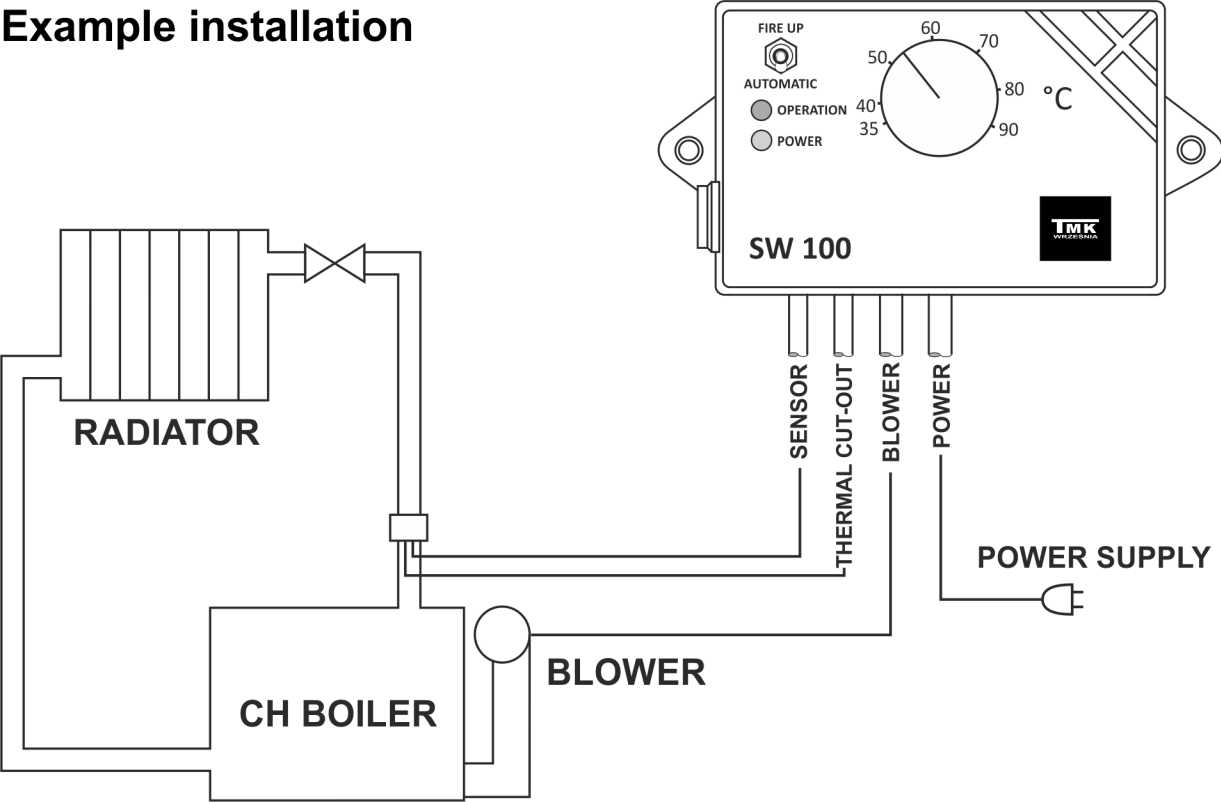 Example installation
FIRE UP
AUTOMATIC
OPERATION
POWER
35
40
50
60
70
80
90
°C
SW 100
TMK
WRZEŚNIA
SENSOR
THERMAL CUT-OUT
BLOWER
POWER
RADIATOR
POWER SUPPLY
BLOWER
CH BOILER